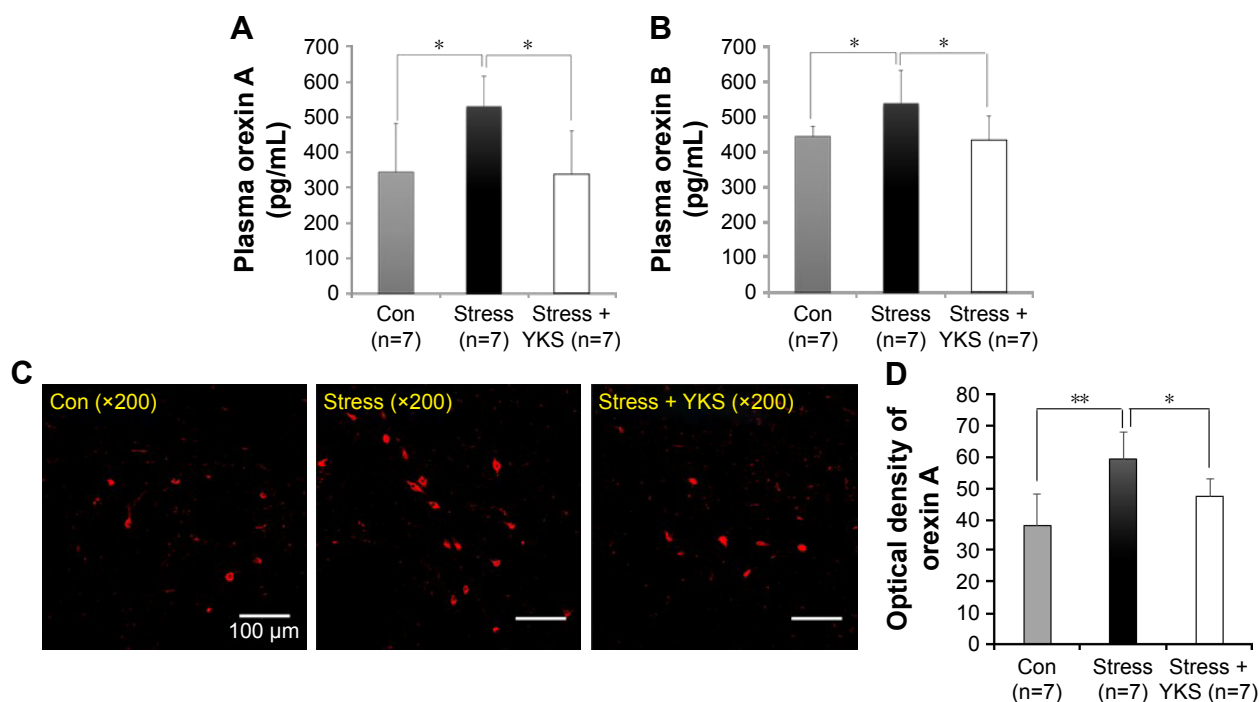 A
Plasma orexin A
(pg/mL)
700
600
500
400
300
200
100
0
*
*
Con
(n=7)
Stress
(n=7)
Stress +
YKS (n=7)
B
Plasma orexin B
(pg/mL)
700
600
500
400
300
200
100
0
*
*
Con
(n=7)
Stress
(n=7)
Stress +
YKS (n=7)
C
Con (×200)
100 µm
Stress (×200)
Stress + YKS (×200)
D
Optical density of
orexin A
80
70
60
50
40
30
20
10
0
**
*
Con
(n=7)
Stress
(n=7)
Stress +
YKS (n=7)